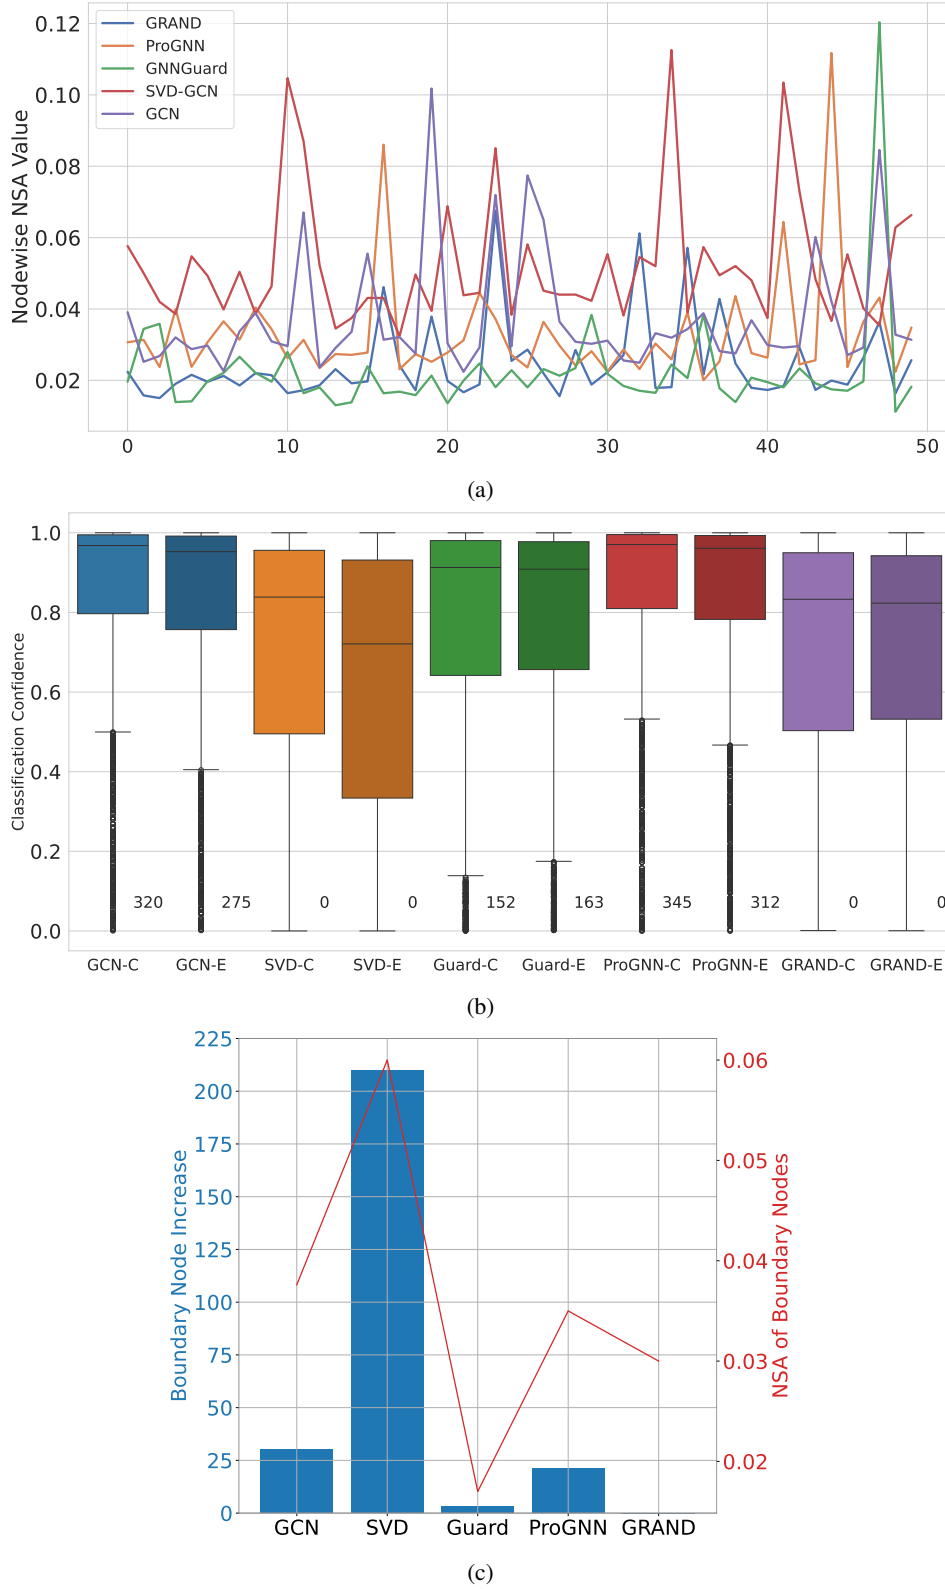 0.12
0.10
0.08
0.06
0.04
0.02
Nodewise NSA Value
GRAND
ProGNN
GNNGuard
SVD-GCN
GCN
0 10 20 30 40 50
(a)
1.0
0.8
0.6
0.4
0.2
0.0
Classification Confidence
320 275 0 0 152 163 345 312 0 0
GCN-C GCN-E SVD-C SVD-E Guard-C Guard-E ProGNN-C ProGNN-E GRAND-C GRAND-E
(b)
225
200
175
150
125
100
75
50
25
0
Boundary Node Increase
0.06
0.05
0.04
0.03
0.02
NSA of Boundary Nodes
GCN SVD Guard ProGNN GRAND
(c)